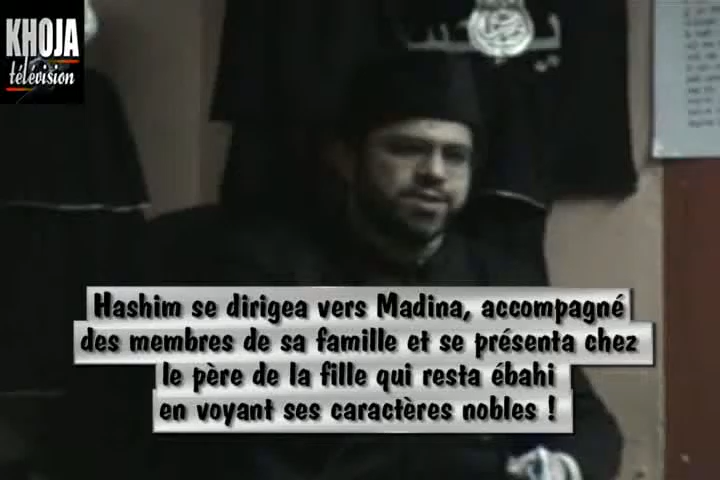 KHOJA
télévision
Hashim se dirigea vers Madina, accompagné
des membres de sa famille et se présenta chez
le père de la fille qui resta ébahi
en voyant ses caractères nobles !